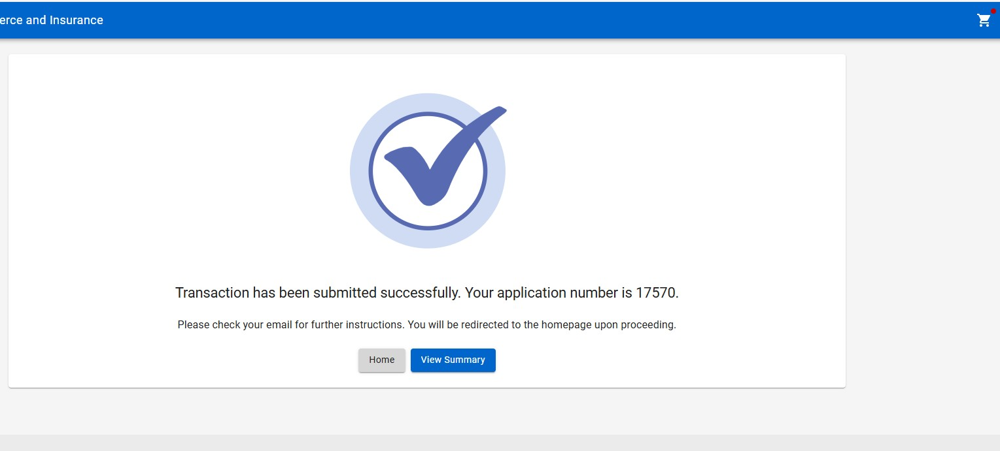 erce and Insurance
Transaction has been submitted successfully. Your application number is 17570.
Please check your email for further instructions. You will be redirected to the homepage upon proceeding.
Home
View Summary